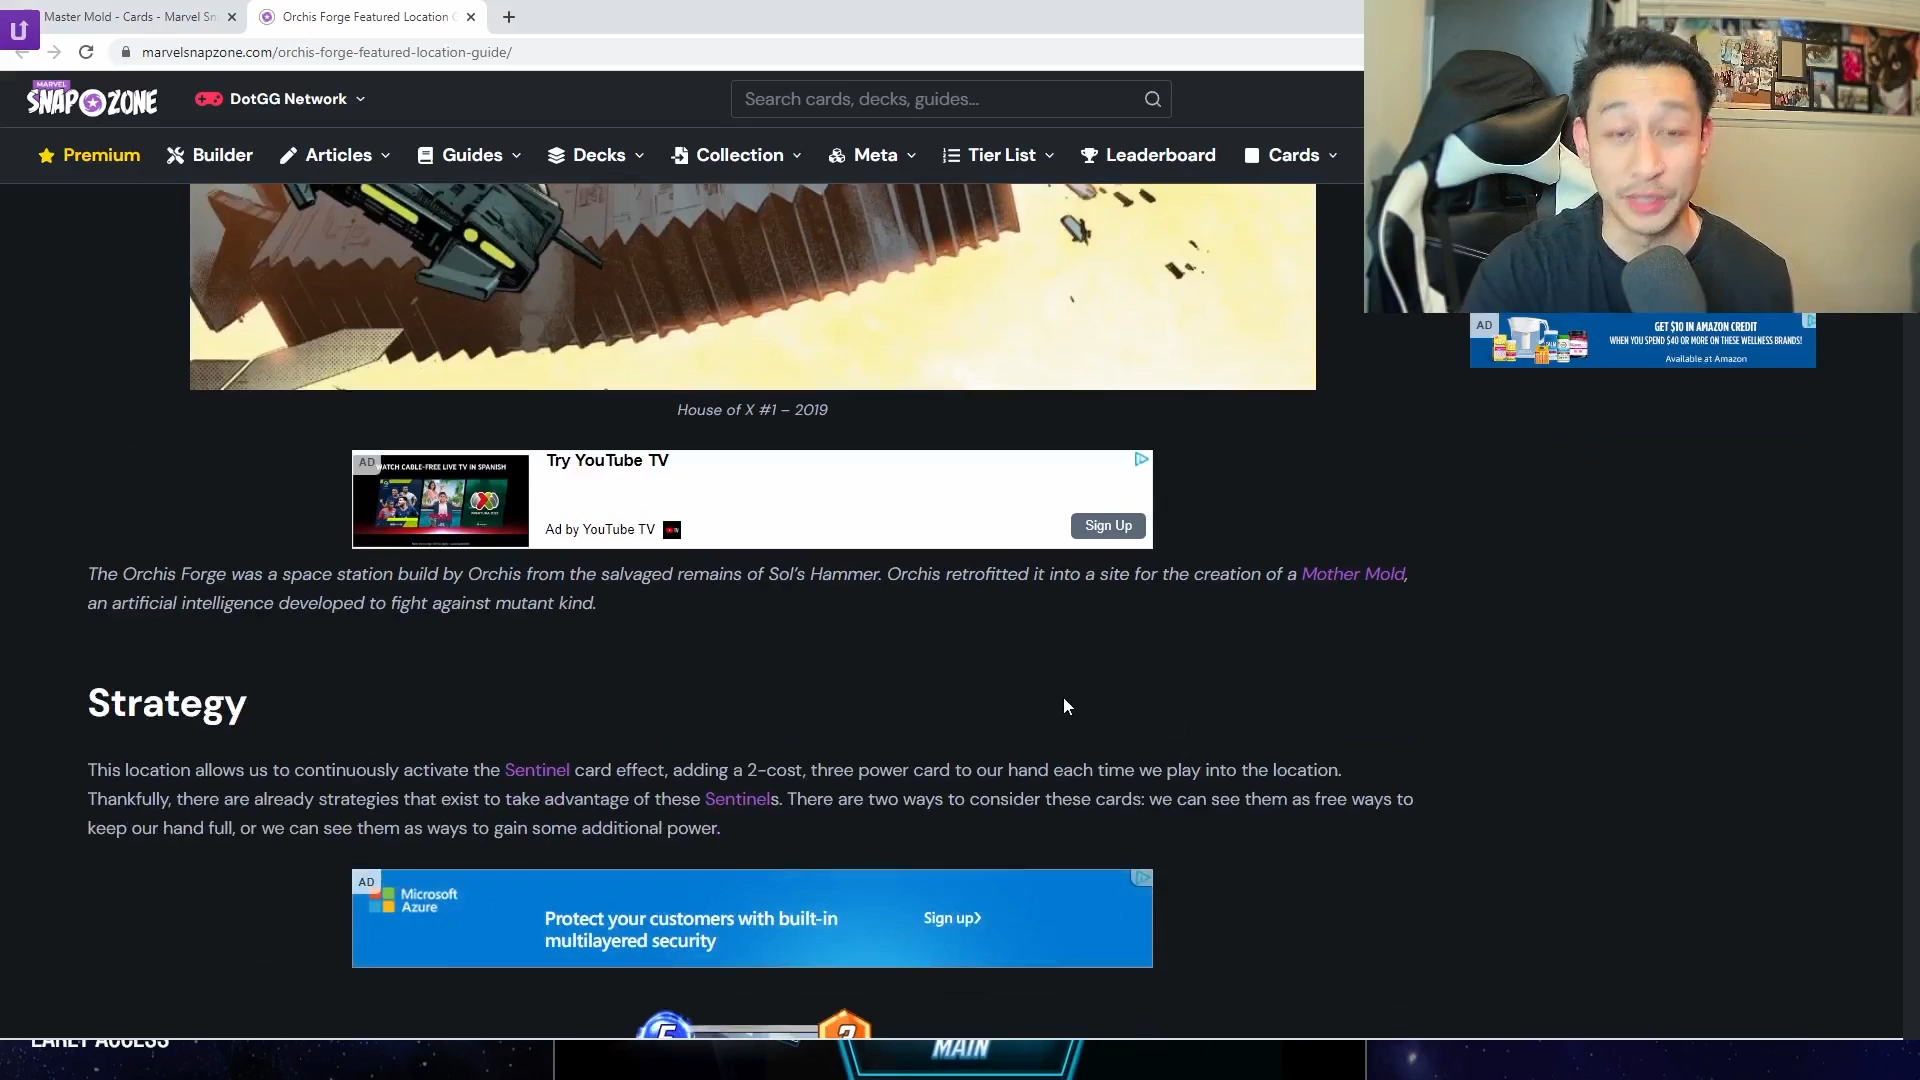 Master Mold - Cards - Marvel Sn
Orchis Forge Featured Location G
marvelsnapzone.com/orchis-forge-featured-location-guide/
MARVEL
SNAP ZONE
DotGG Network
Search cards, decks, guides...
Premium
Builder
Articles
Guides
Decks
Collection
Meta
Tier List
Leaderboard
Cards
AD
GET $10 IN AMAZON CREDIT
WHEN YOU SPEND $40 OR MORE ON THESE WELLNESS BRANDS!
Available at Amazon
House of X #1 – 2019
AD
WATCH CABLE-FREE LIVE TV IN SPANISH
Try YouTube TV
Ad by YouTube TV
Sign Up
The Orchis Forge was a space station build by Orchis from the salvaged remains of Sol's Hammer. Orchis retrofitted it into a site for the creation of a Mother Mold,
an artificial intelligence developed to fight against mutant kind.
Strategy
This location allows us to continuously activate the Sentinel card effect, adding a 2-cost, three power card to our hand each time we play into the location.
Thankfully, there are already strategies that exist to take advantage of these Sentinels. There are two ways to consider these cards: we can see them as free ways to
keep our hand full, or we can see them as ways to gain some additional power.
AD
Microsoft
Azure
Protect your customers with built-in
multilayered security
Sign up
EARLY ACCESS
MAIN